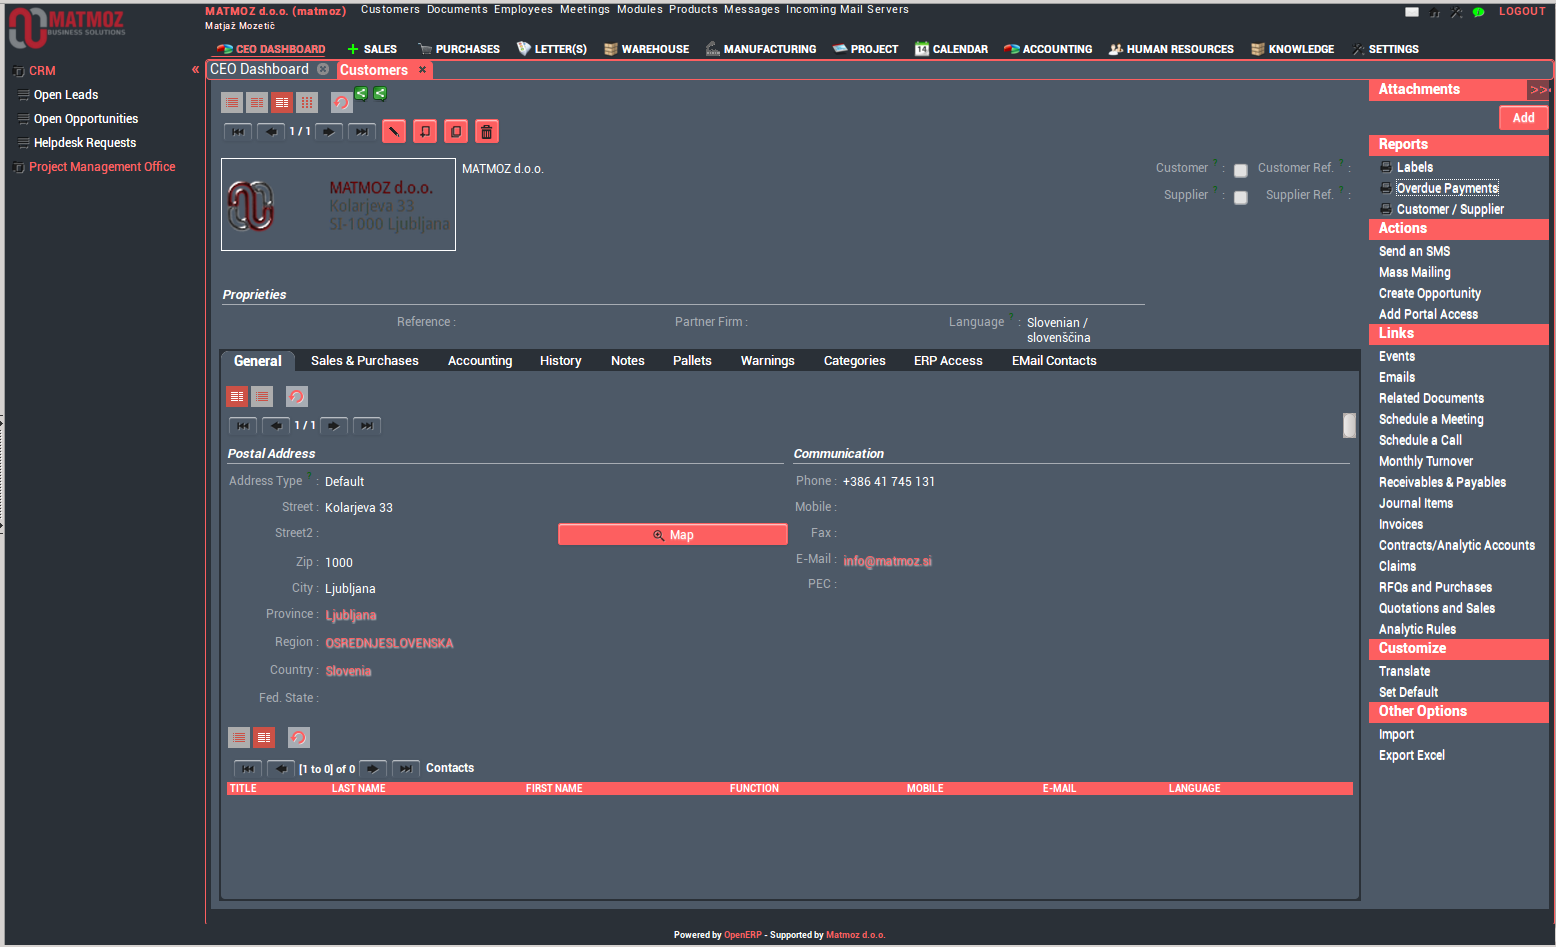 MATMOZ
BUSINESS SOLUTIONS
MATMOZ d.o.o. (matmoz)
Customers Documents Employees Meetings Modules Products Messages Incoming Mail Servers
LOGOUT
Matjaž Mozetič
CEO DASHBOARD SALES PURCHASES LETTER(S) WAREHOUSE MANUFACTURING PROJECT CALENDAR ACCOUNTING HUMAN RESOURCES KNOWLEDGE SETTINGS
CRM
«
Open Leads
Open Opportunities
Helpdesk Requests
Project Management Office
CEO Dashboard
Customers
1 / 1
MATMOZ d.o.o.
Kolarjeva 33
SI-1000 Ljubljana
MATMOZ d.o.o.
Customer ? :
Customer Ref. ? :
Supplier ? :
Supplier Ref. ? :
Proprieties
Reference :
Partner Firm :
Language ? : Slovenian / slovenščina
General Sales & Purchases Accounting History Notes Pallets Warnings Categories ERP Access EMail Contacts
1 / 1
Postal Address
Address Type ? : Default
Street : Kolarjeva 33
Street2 :
Map
Zip : 1000
City : Ljubljana
Province : Ljubljana
Region : OSREDNJESLOVENSKA
Country : Slovenia
Fed. State :
Communication
Phone : +386 41 745 131
Mobile :
Fax :
E-Mail : info@matmoz.si
PEC :
[1 to 0] of 0
Contacts
TITLE LAST NAME FIRST NAME FUNCTION MOBILE E-MAIL LANGUAGE
Attachments >>
Add
Reports
Labels
Overdue Payments
Customer / Supplier
Actions
Send an SMS
Mass Mailing
Create Opportunity
Add Portal Access
Links
Events
Emails
Related Documents
Schedule a Meeting
Schedule a Call
Monthly Turnover
Receivables & Payables
Journal Items
Invoices
Contracts/Analytic Accounts
Claims
RFQs and Purchases
Quotations and Sales
Analytic Rules
Customize
Translate
Set Default
Other Options
Import
Export Excel
Powered by OpenERP - Supported by Matmoz d.o.o.